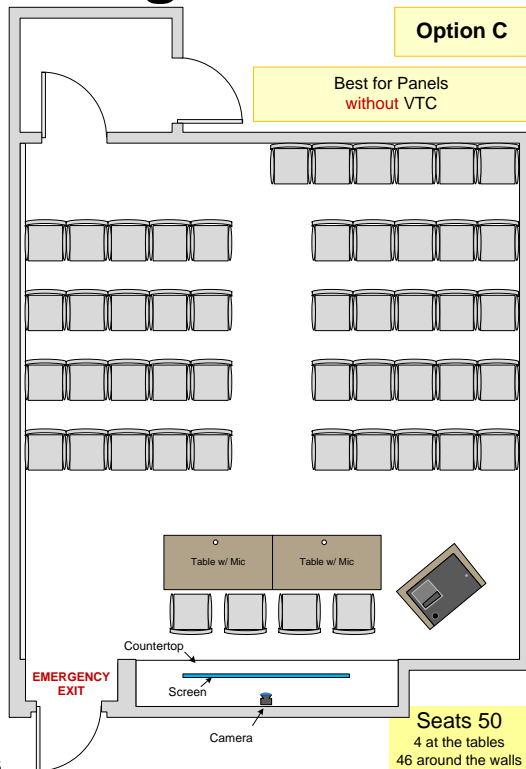 Option C
Best for Panels
without VTC
Table w/ Mic
Table w/ Mic
Countertop
EMERGENCY
EXIT
Screen
Camera
Seats 50
4 at the tables
46 around the walls